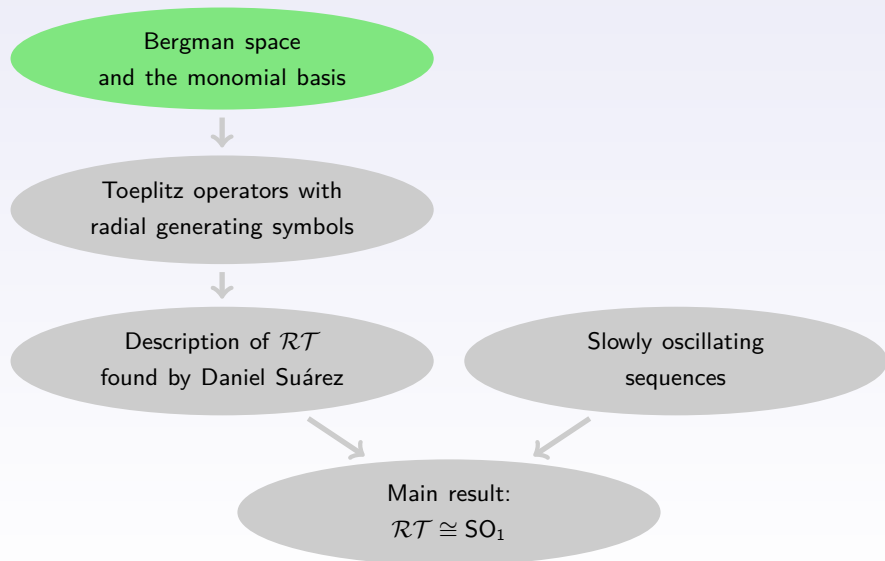 Bergman space
and the monomial basis
Toeplitz operators with
radial generating symbols
Description of ℛ𝒯
found by Daniel Suárez
Slowly oscillating
sequences
Main result:
ℛ𝒯 ≅ SO₁